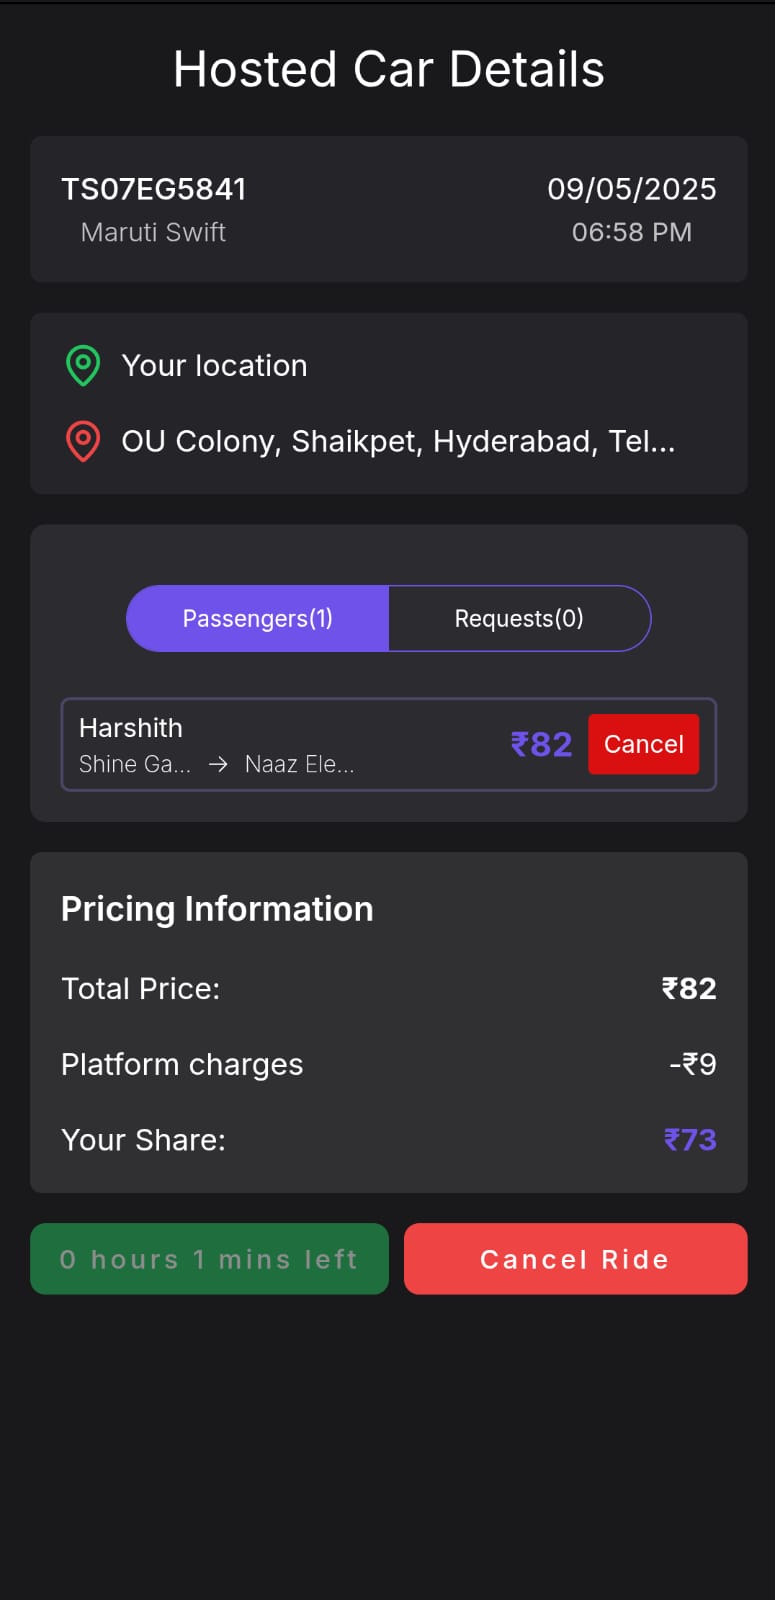 Hosted Car Details
TS07EG5841 09/05/2025
Maruti Swift 06:58 PM
Your location
OU Colony, Shaikpet, Hyderabad, Tel...
Passengers(1) Requests(0)
Harshith
Shine Ga... → Naaz Ele...
₹82 Cancel
Pricing Information
Total Price: ₹82
Platform charges -₹9
Your Share: ₹73
0 hours 1 mins left Cancel Ride